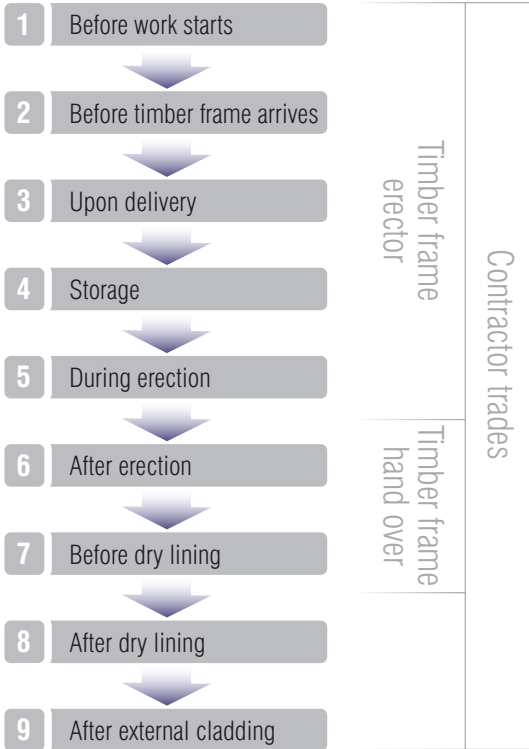 1 Before work starts
2 Before timber frame arrives
3 Upon delivery
4 Storage
5 During erection
6 After erection
7 Before dry lining
8 After dry lining
9 After external cladding
Timber frame
erector
Timber frame
hand over
Contractor trades